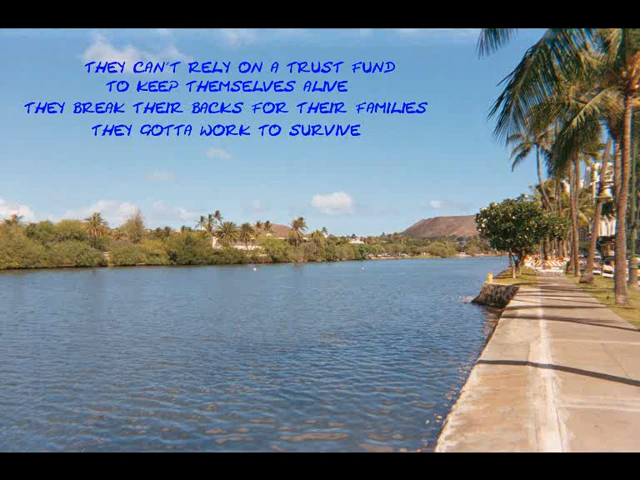 THEY CAN'T RELY ON A TRUST FUND
TO KEEP THEMSELVES ALIVE
THEY BREAK THEIR BACKS FOR THEIR FAMILIES
THEY GOTTA WORK TO SURVIVE